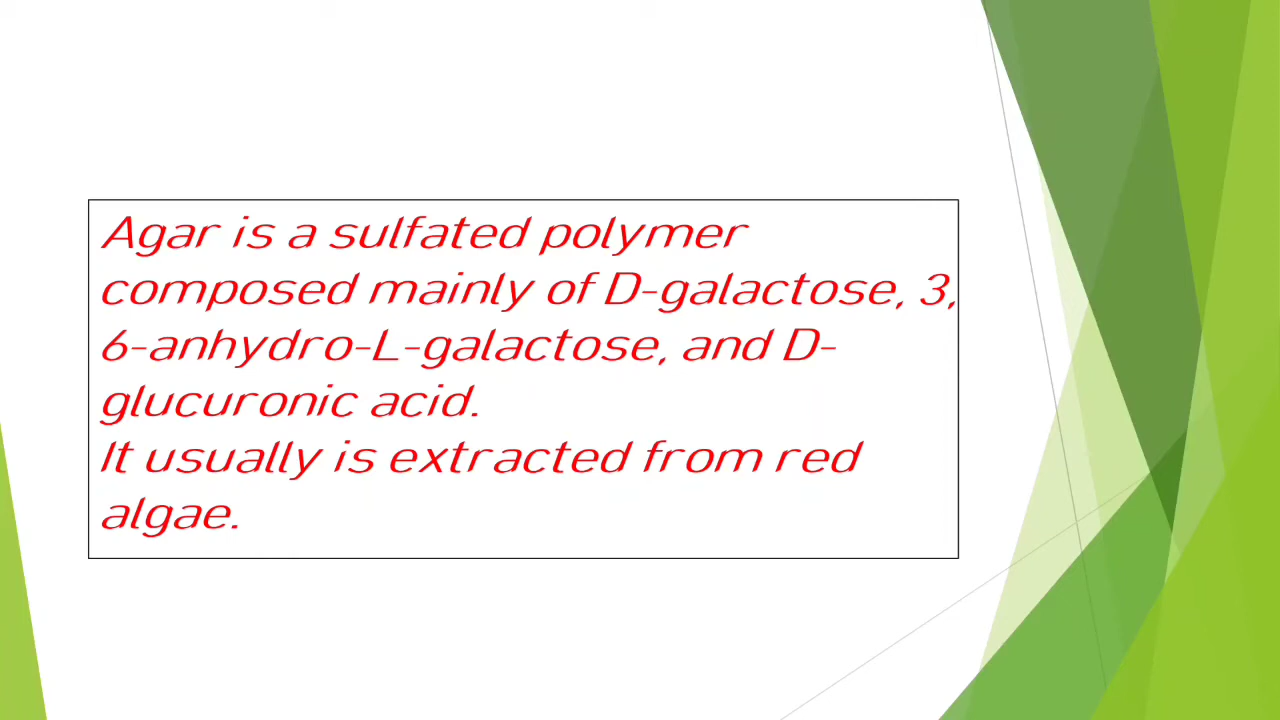 Agar is a sulfated polymer
composed mainly of D-galactose, 3,
6-anhydro-L-galactose, and D-
glucuronic acid.
It usually is extracted from red
algae.